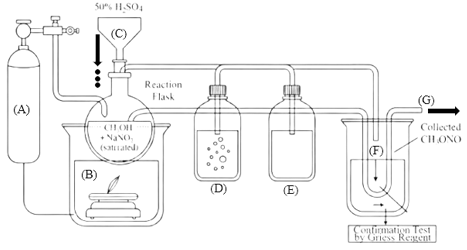 50% H₂SO₄
(C)
(A)
Reaction
Flask
CH₃OH
+ NaNO₂
(saturated)
(B)
(D)
(E)
(F)
(G)
Collected
CH₃ONO
Confirmation Test
by Griess Reagent